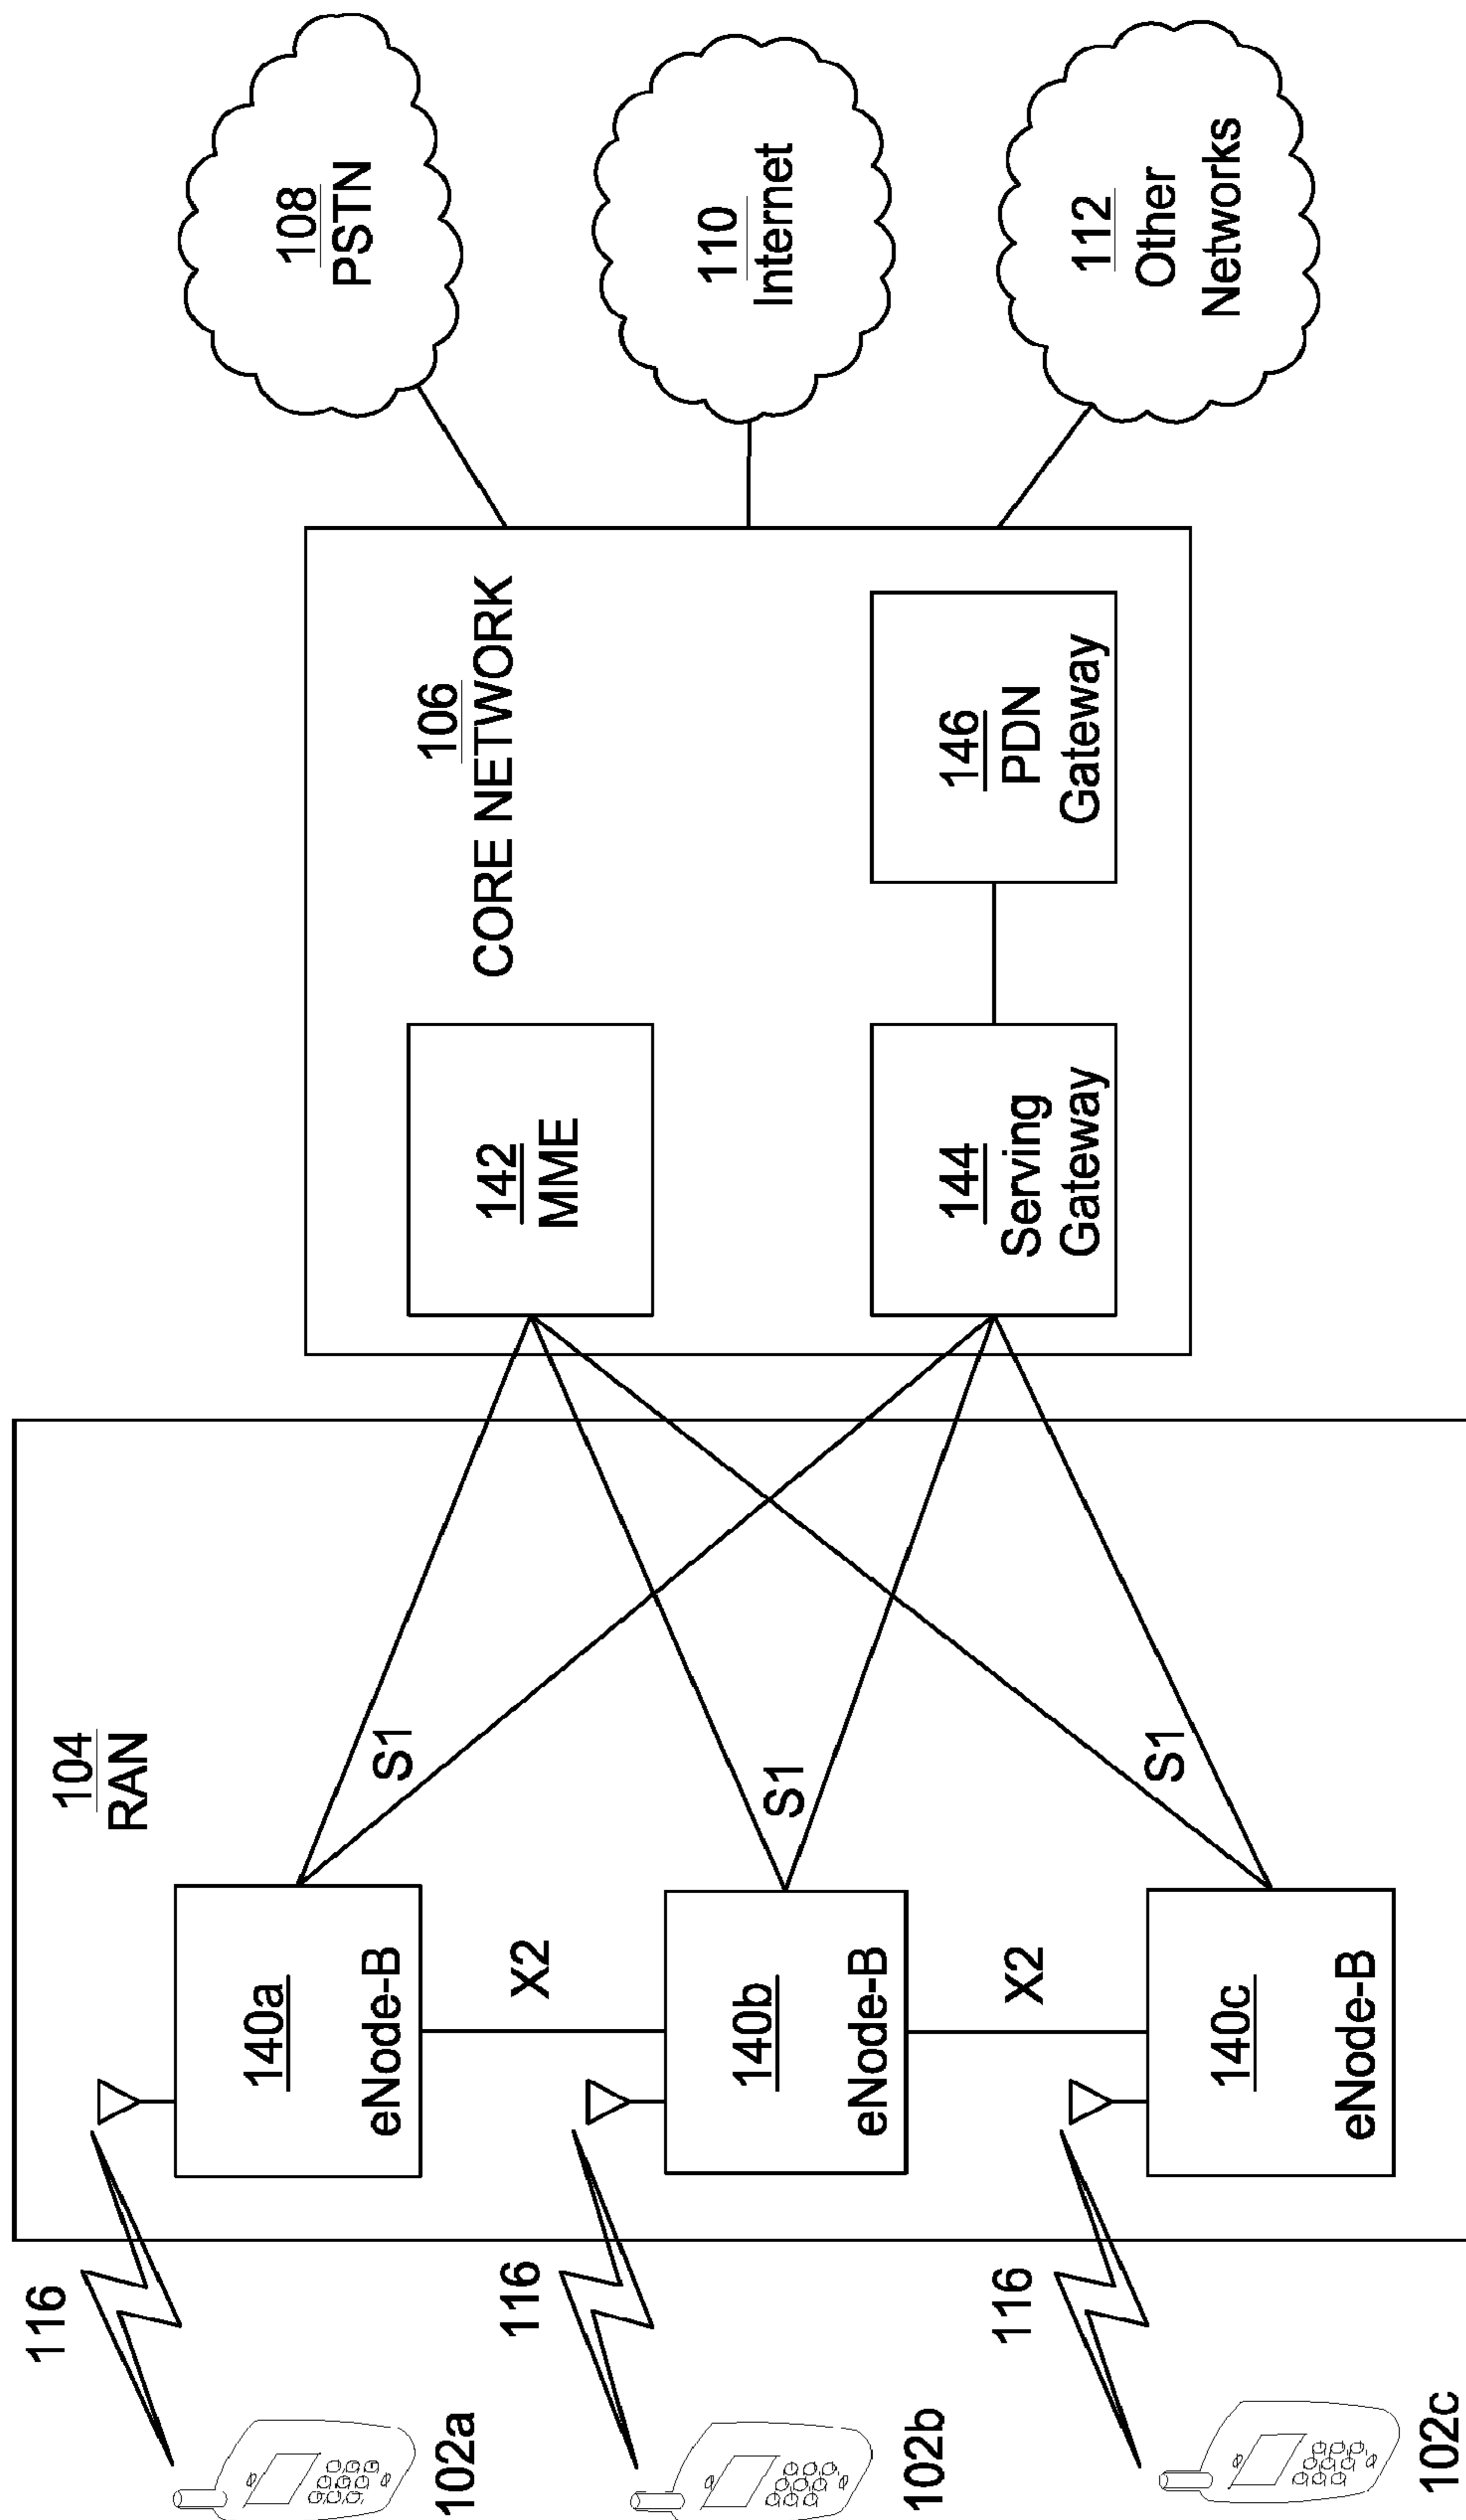 104
RAN
116
102a
140a
eNode-B
S1
X2
116
102b
140b
eNode-B
S1
X2
116
102c
140c
eNode-B
S1
106
CORE NETWORK
142
MME
144
Serving
Gateway
146
PDN
Gateway
108
PSTN
110
Internet
112
Other
Networks